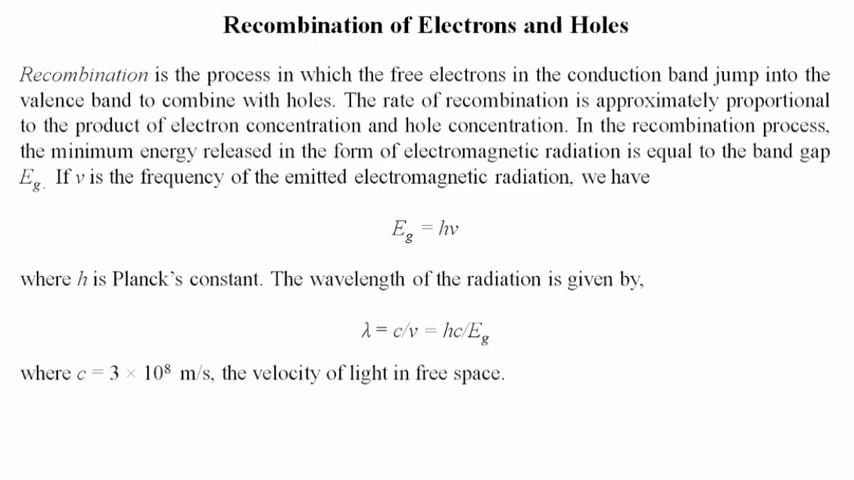 Recombination of Electrons and Holes
Recombination is the process in which the free electrons in the conduction band jump into the
valence band to combine with holes. The rate of recombination is approximately proportional
to the product of electron concentration and hole concentration. In the recombination process,
the minimum energy released in the form of electromagnetic radiation is equal to the band gap
Eg. If ν is the frequency of the emitted electromagnetic radiation, we have
Eg = hν
where h is Planck's constant. The wavelength of the radiation is given by,
λ = c/ν = hc/Eg
where c = 3 × 10⁸ m/s, the velocity of light in free space.